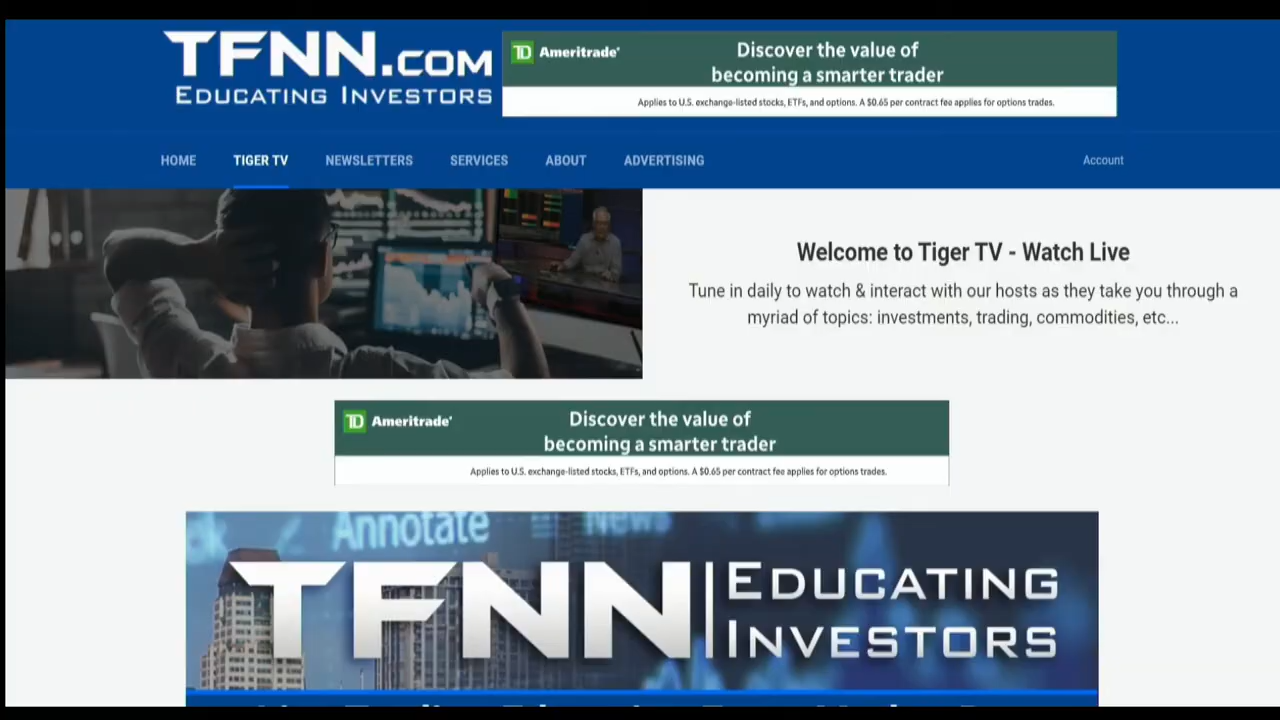 TFNN.COM
EDUCATING INVESTORS
TD Ameritrade
Discover the value of
becoming a smarter trader
Applies to U.S. exchange-listed stocks, ETFs, and options. A $0.65 per contract fee applies for options trades.
HOME TIGER TV NEWSLETTERS SERVICES ABOUT ADVERTISING Account
Welcome to Tiger TV - Watch Live
Tune in daily to watch & interact with our hosts as they take you through a
myriad of topics: investments, trading, commodities, etc...
TD Ameritrade
Discover the value of
becoming a smarter trader
Applies to U.S. exchange-listed stocks, ETFs, and options. A $0.65 per contract fee applies for options trades.
Annotate News
TFNN EDUCATING
INVESTORS